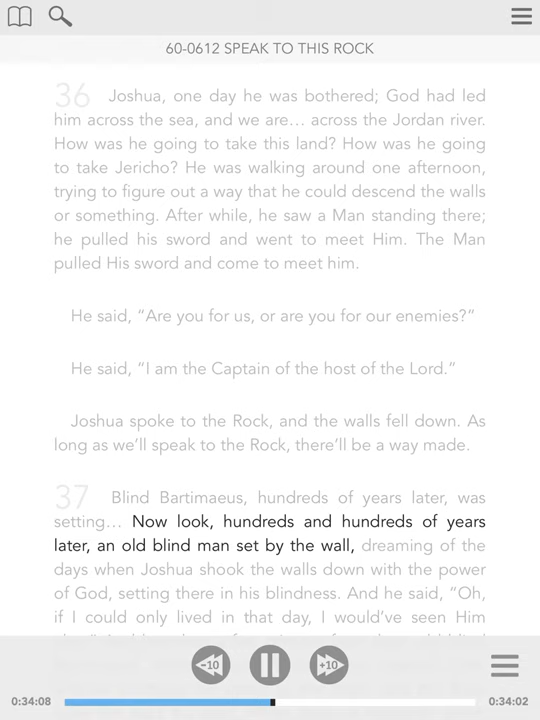 60-0612 SPEAK TO THIS ROCK
36 Joshua, one day he was bothered; God had led
him across the sea, and we are… across the Jordan river.
How was he going to take this land? How was he going
to take Jericho? He was walking around one afternoon,
trying to figure out a way that he could descend the walls
or something. After while, he saw a Man standing there;
he pulled his sword and went to meet Him. The Man
pulled His sword and come to meet him.
He said, “Are you for us, or are you for our enemies?”
He said, “I am the Captain of the host of the Lord.”
Joshua spoke to the Rock, and the walls fell down. As
long as we’ll speak to the Rock, there’ll be a way made.
37 Blind Bartimaeus, hundreds of years later, was
setting… Now look, hundreds and hundreds of years
later, an old blind man set by the wall, dreaming of the
days when Joshua shook the walls down with the power
of God, setting there in his blindness. And he said, “Oh,
if I could only lived in that day, I would’ve seen Him
-10 +10
0:34:08 0:34:02